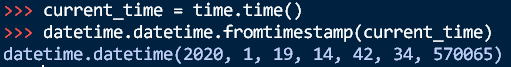 >>> current_time = time.time()
>>> datetime.datetime.fromtimestamp(current_time)
datetime.datetime(2020, 1, 19, 14, 42, 34, 570065)